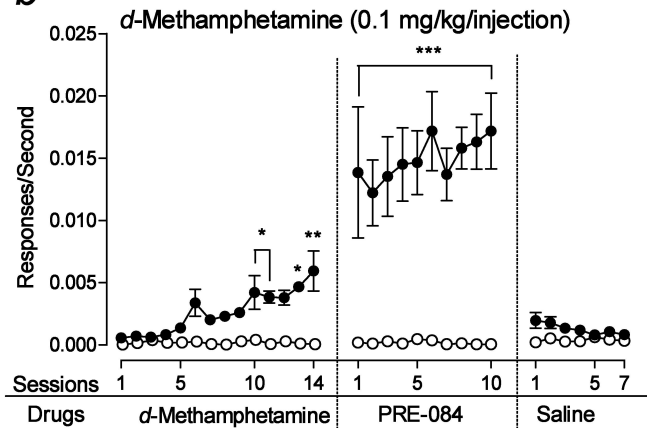 b
d-Methamphetamine (0.1 mg/kg/injection)
0.025
0.020
0.015
0.010
0.005
0.000
Responses/Second
*
*
**
***
Sessions 1 5 10 14 1 5 10 1 5 7
Drugs d-Methamphetamine PRE-084 Saline